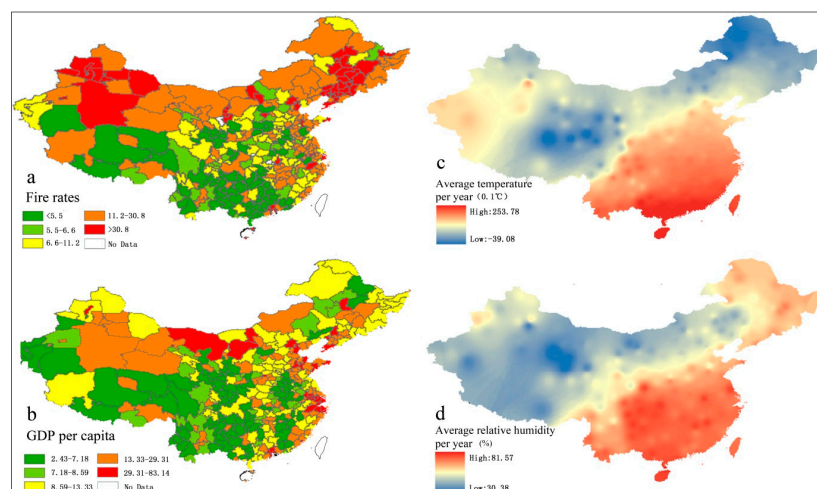 a
Fire rates
<5.5
11.2-30.8
5.5-6.6
>30.8
6.6-11.2
No Data
c
Average temperature
per year (0.1℃)
High:253.78
Low:-39.08
b
GDP per capita
2.43-7.18
13.33-29.31
7.18-8.59
29.31-83.14
8.59-13.33
No Data
d
Average relative humidity
per year (%)
High:81.57
Low:30.38